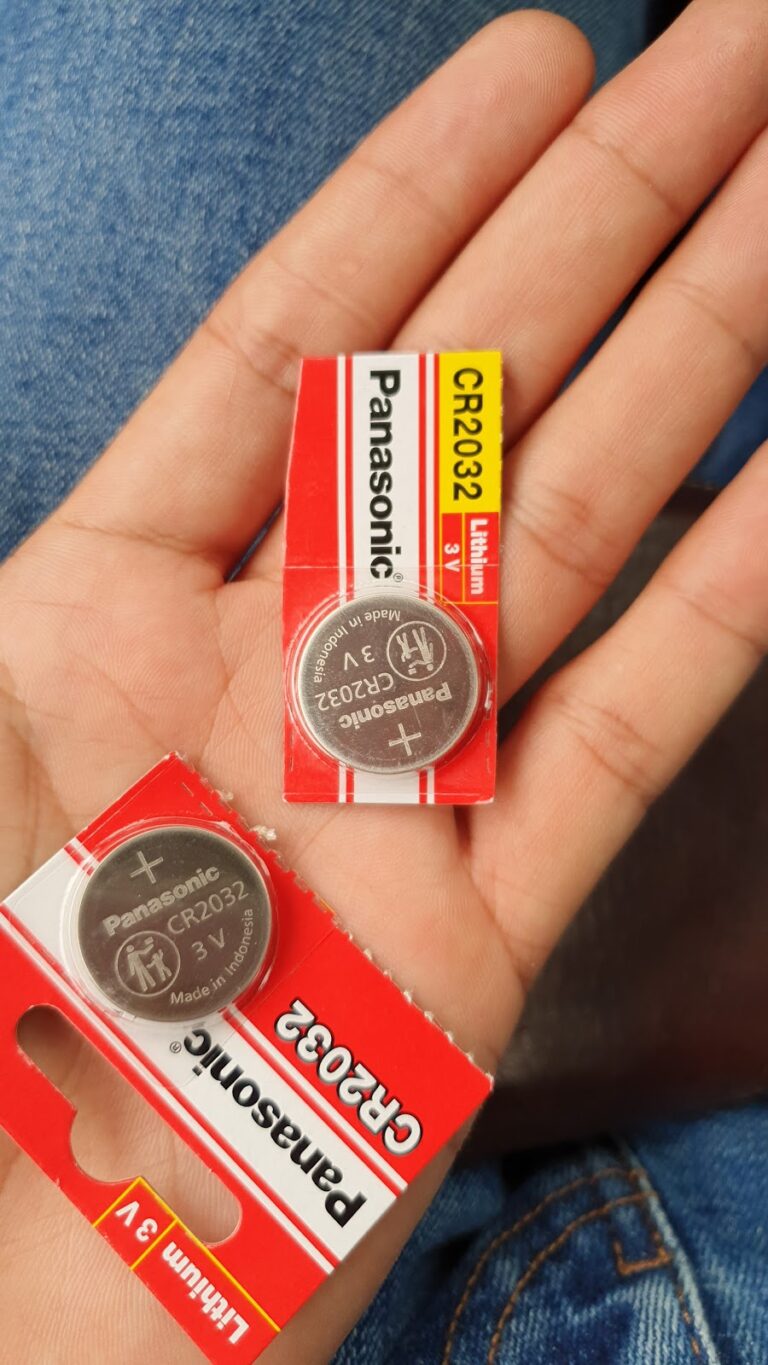 CR2032
Lithium
3 V
Panasonic®
Made in Indonesia
3 V
CR2032
Panasonic
+
+
Panasonic
CR2032
3 V
Made in Indonesia
CR2032
Panasonic®
Lithium
3 V